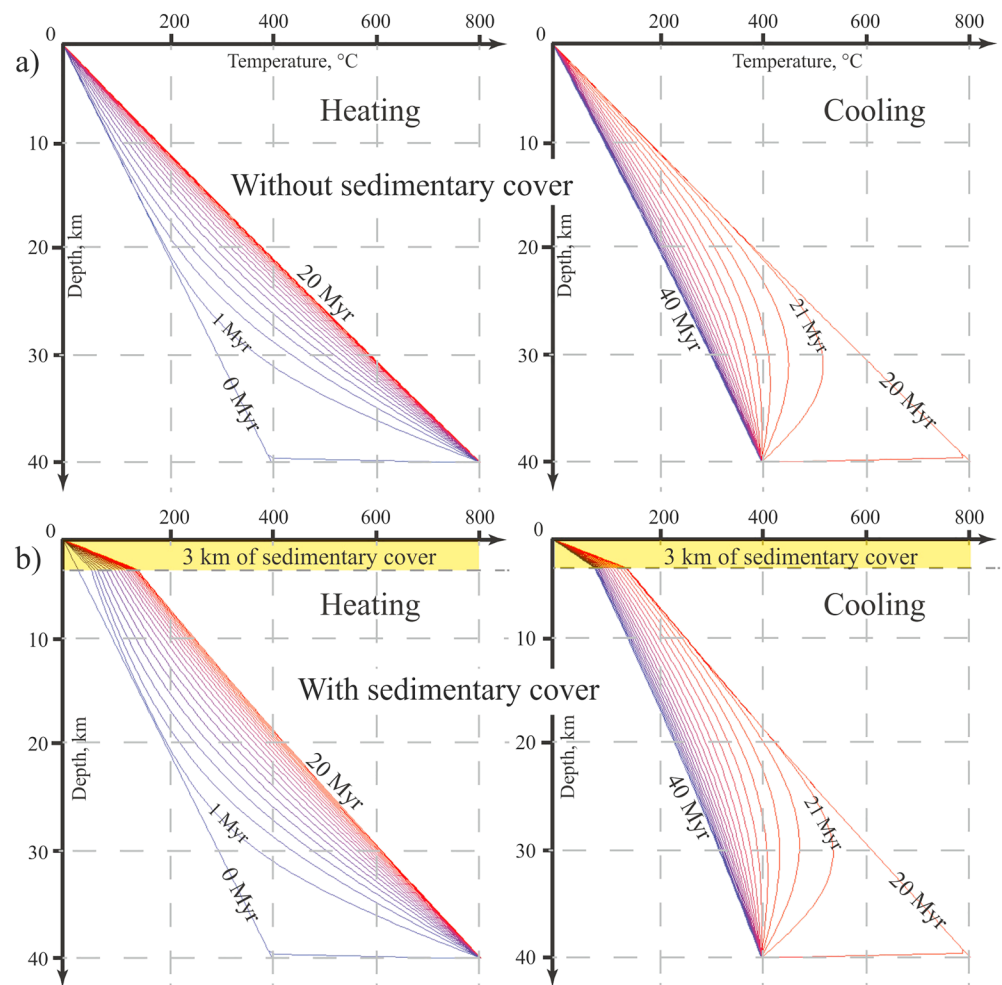 a)
0 200 400 600 800
Temperature, °C
Heating
10
20
30
40
Depth, km
20 Myr
1 Myr
0 Myr
0 200 400 600 800
Temperature, °C
Cooling
10
20
30
40
Depth, km
40 Myr
21 Myr
20 Myr
Without sedimentary cover
b)
0 200 400 600 800
3 km of sedimentary cover
Heating
10
20
30
40
Depth, km
20 Myr
1 Myr
0 Myr
0 200 400 600 800
3 km of sedimentary cover
Cooling
10
20
30
40
Depth, km
40 Myr
21 Myr
20 Myr
With sedimentary cover